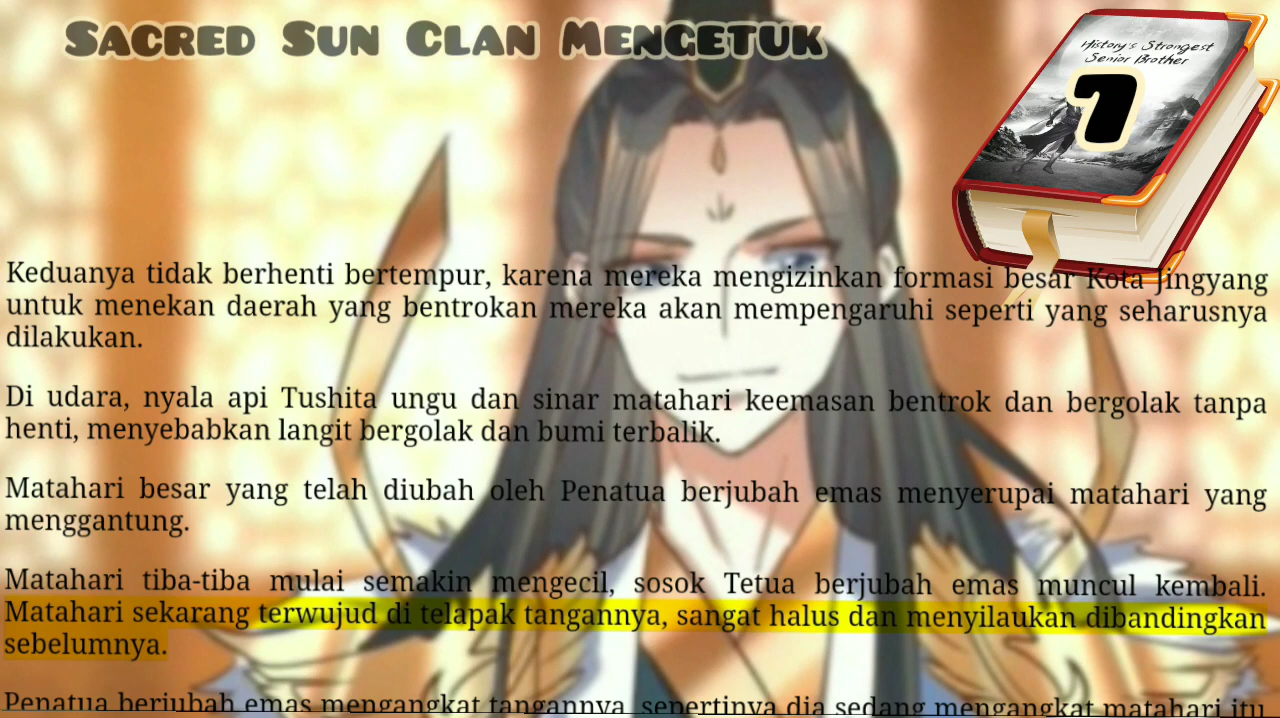 Sacred Sun Clan Mengetuk
History's Strongest
Senior Brother
7
Keduanya tidak berhenti bertempur, karena mereka mengizinkan formasi besar Kota Jingyang
untuk menekan daerah yang bentrokan mereka akan mempengaruhi seperti yang seharusnya
dilakukan.
Di udara, nyala api Tushita ungu dan sinar matahari keemasan bentrok dan bergolak tanpa
henti, menyebabkan langit bergolak dan bumi terbalik.
Matahari besar yang telah diubah oleh Penatua berjubah emas menyerupai matahari yang
menggantung.
Matahari tiba-tiba mulai semakin mengecil, sosok Tetua berjubah emas muncul kembali.
Matahari sekarang terwujud di telapak tangannya, sangat halus dan menyilaukan dibandingkan
sebelumnya.
Penatua berjubah emas mengangkat tangannya, sepertinya dia sedang mengangkat matahari itu